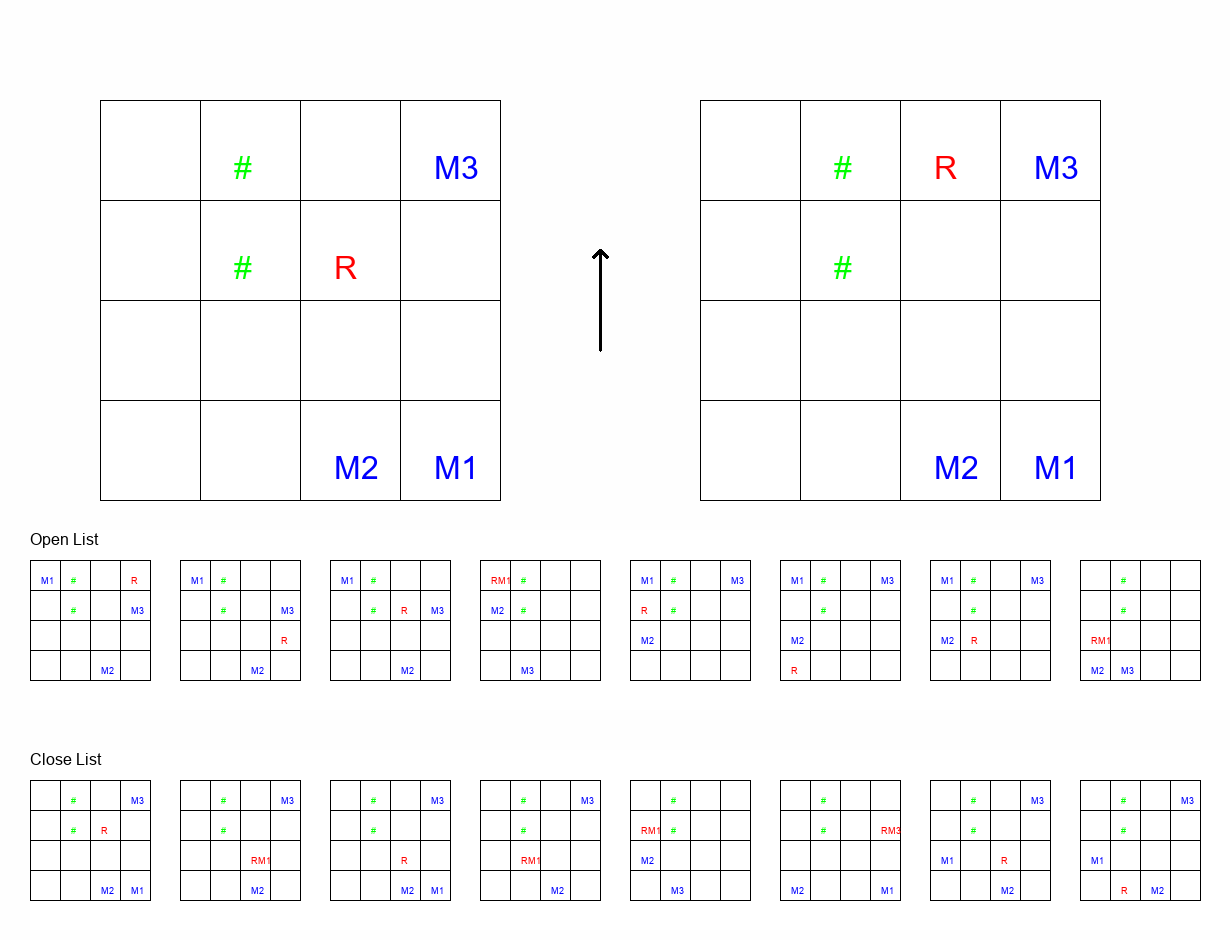 # M3 # R M3
# R #
M2 M1 M2 M1
Open List
M1 # R M1 # M1 # RM1 # M1 # M3 M1 # M3 M1 # M3 #
# M3 # M3 # R M3 M2 # R # # # #
R M2 M2 M2 R RM1
M2 M2 M2 M3 R M2 M3
Close List
# M3 # M3 # M3 # M3 # # # M3 # M3
# R # # # RM1 # # RM3 # #
RM1 R RM1 M2 M1 R M1
M2 M1 M2 M2 M1 M2 M3 M2 M1 M2 R M2